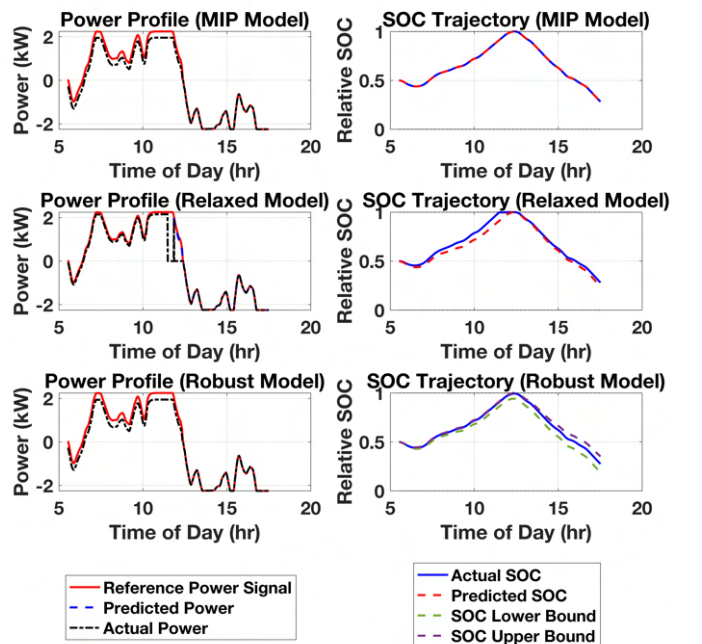 Power Profile (MIP Model)
Power (kW)
2
0
-2
5
10
15
20
Time of Day (hr)
SOC Trajectory (MIP Model)
Relative SOC
1
0.5
0
5
10
15
20
Time of Day (hr)
Power Profile (Relaxed Model)
Power (kW)
2
0
-2
5
10
15
20
Time of Day (hr)
SOC Trajectory (Relaxed Model)
Relative SOC
1
0.5
0
5
10
15
20
Time of Day (hr)
Power Profile (Robust Model)
Power (kW)
2
0
-2
5
10
15
20
Time of Day (hr)
SOC Trajectory (Robust Model)
Relative SOC
1
0.5
0
5
10
15
20
Time of Day (hr)
Reference Power Signal
Predicted Power
Actual Power
Actual SOC
Predicted SOC
SOC Lower Bound
SOC Upper Bound